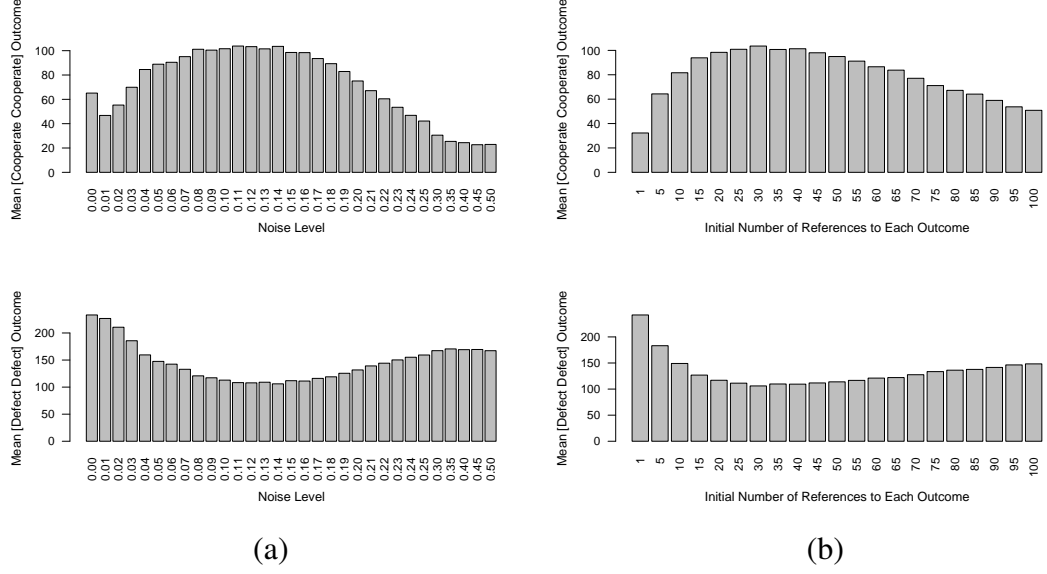 Mean [Cooperate Cooperate] Outcome
100
80
60
40
20
0
0.00 0.01 0.02 0.03 0.04 0.05 0.06 0.07 0.08 0.09 0.10 0.11 0.12 0.13 0.14 0.15 0.16 0.17 0.18 0.19 0.20 0.21 0.22 0.23 0.24 0.25 0.30 0.35 0.40 0.45 0.50
Noise Level
Mean [Defect Defect] Outcome
200
150
100
50
0
0.00 0.01 0.02 0.03 0.04 0.05 0.06 0.07 0.08 0.09 0.10 0.11 0.12 0.13 0.14 0.15 0.16 0.17 0.18 0.19 0.20 0.21 0.22 0.23 0.24 0.25 0.30 0.35 0.40 0.45 0.50
Noise Level
(a)
Mean [Cooperate Cooperate] Outcome
100
80
60
40
20
0
1 5 10 15 20 25 30 35 40 45 50 55 60 65 70 75 80 85 90 95 100
Initial Number of References to Each Outcome
Mean [Defect Defect] Outcome
200
150
100
50
0
1 5 10 15 20 25 30 35 40 45 50 55 60 65 70 75 80 85 90 95 100
Initial Number of References to Each Outcome
(b)